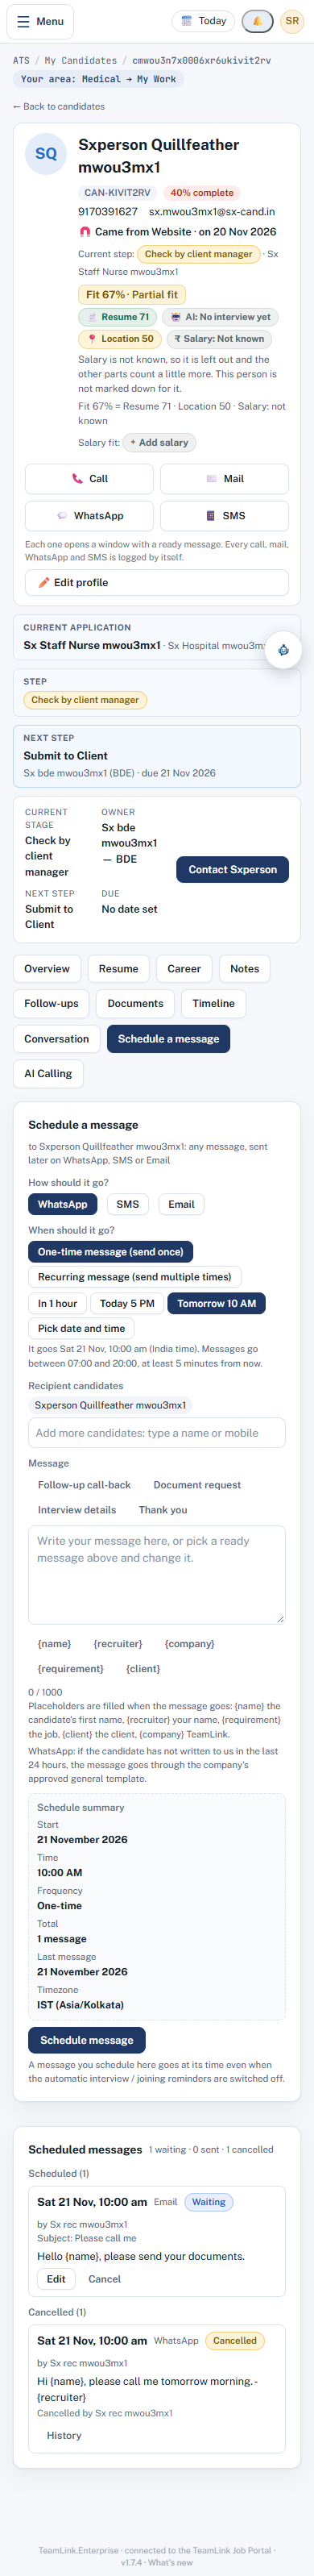 Menu
Today
SR
ATS / My Candidates / cmwou3n7x0006xr6ukivit2rv
Your area: Medical → My Work
← Back to candidates
SQ
Sxperson Quillfeather
mwou3mx1
CAN-KIVIT2RV
40% complete
9170391627 sx.mwou3mx1@sx-cand.in
Came from Website · on 20 Nov 2026
Current step: Check by client manager · Sx
Staff Nurse mwou3mx1
Fit 67% · Partial fit
Resume 71
AI: No interview yet
Location 50
₹ Salary: Not known
Salary is not known, so it is left out and the
other parts count a little more. This person is
not marked down for it.
Fit 67% = Resume 71 · Location 50 · Salary: not
known
Salary fit: + Add salary
Call
Mail
WhatsApp
SMS
Each one opens a window with a ready message. Every call, mail,
WhatsApp and SMS is logged by itself.
Edit profile
CURRENT APPLICATION
Sx Staff Nurse mwou3mx1 · Sx Hospital
STEP
Check by client manager
NEXT STEP
Submit to Client
Sx bde mwou3mx1 (BDE) · due 21 Nov 2026
CURRENT
STAGE
Check by
client
manager
OWNER
Sx bde
mwou3mx1
— BDE
Contact Sxperson
NEXT STEP
Submit to
Client
DUE
No date set
Overview
Resume
Career
Notes
Follow-ups
Documents
Timeline
Conversation
Schedule a message
AI Calling
Schedule a message
to Sxperson Quillfeather mwou3mx1: any message, sent
later on WhatsApp, SMS or Email
How should it go?
WhatsApp
SMS
Email
When should it go?
One-time message (send once)
Recurring message (send multiple times)
In 1 hour
Today 5 PM
Tomorrow 10 AM
Pick date and time
It goes Sat 21 Nov, 10:00 am (India time). Messages go
between 07:00 and 20:00, at least 5 minutes from now.
Recipient candidates
Sxperson Quillfeather mwou3mx1
Add more candidates: type a name or mobile
Message
Follow-up call-back
Document request
Interview details
Thank you
Write your message here, or pick a ready
message above and change it.
{name}
{recruiter}
{company}
{requirement}
{client}
0 / 1000
Placeholders are filled when the message goes: {name} the
candidate's first name, {recruiter} your name, {requirement}
the job, {client} the client, {company} TeamLink.
WhatsApp: if the candidate has not written to us in the last
24 hours, the message goes through the company's
approved general template.
Schedule summary
Start
21 November 2026
Time
10:00 AM
Frequency
One-time
Total
1 message
Last message
21 November 2026
Timezone
IST (Asia/Kolkata)
Schedule message
A message you schedule here goes at its time even when
the automatic interview / joining reminders are switched off.
Scheduled messages 1 waiting · 0 sent · 1 cancelled
Scheduled (1)
Sat 21 Nov, 10:00 am Email Waiting
by Sx rec mwou3mx1
Subject: Please call me
Hello {name}, please send your documents.
Edit
Cancel
Cancelled (1)
Sat 21 Nov, 10:00 am WhatsApp Cancelled
by Sx rec mwou3mx1
Hi {name}, please call me tomorrow morning. -
{recruiter}
Cancelled by Sx rec mwou3mx1
History
TeamLink.Enterprise · connected to the TeamLink Job Portal ·
v1.7.4 · What's new